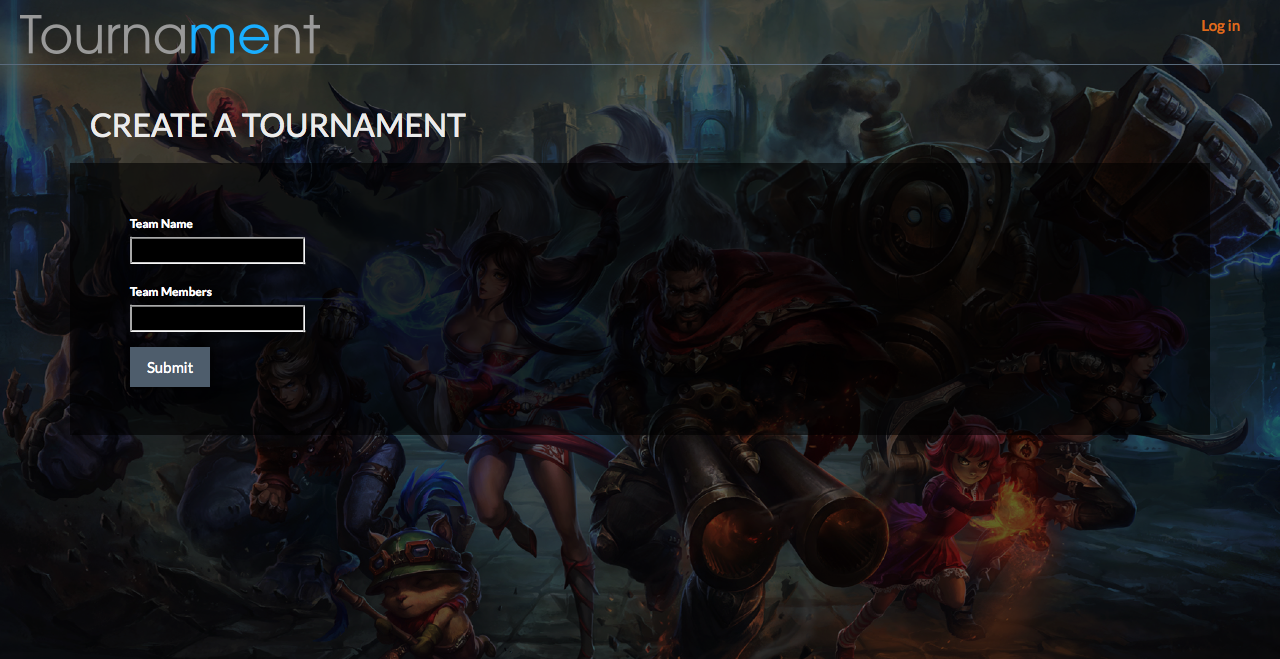 Tournament
Log in
CREATE A TOURNAMENT
Team Name
Team Members
Submit